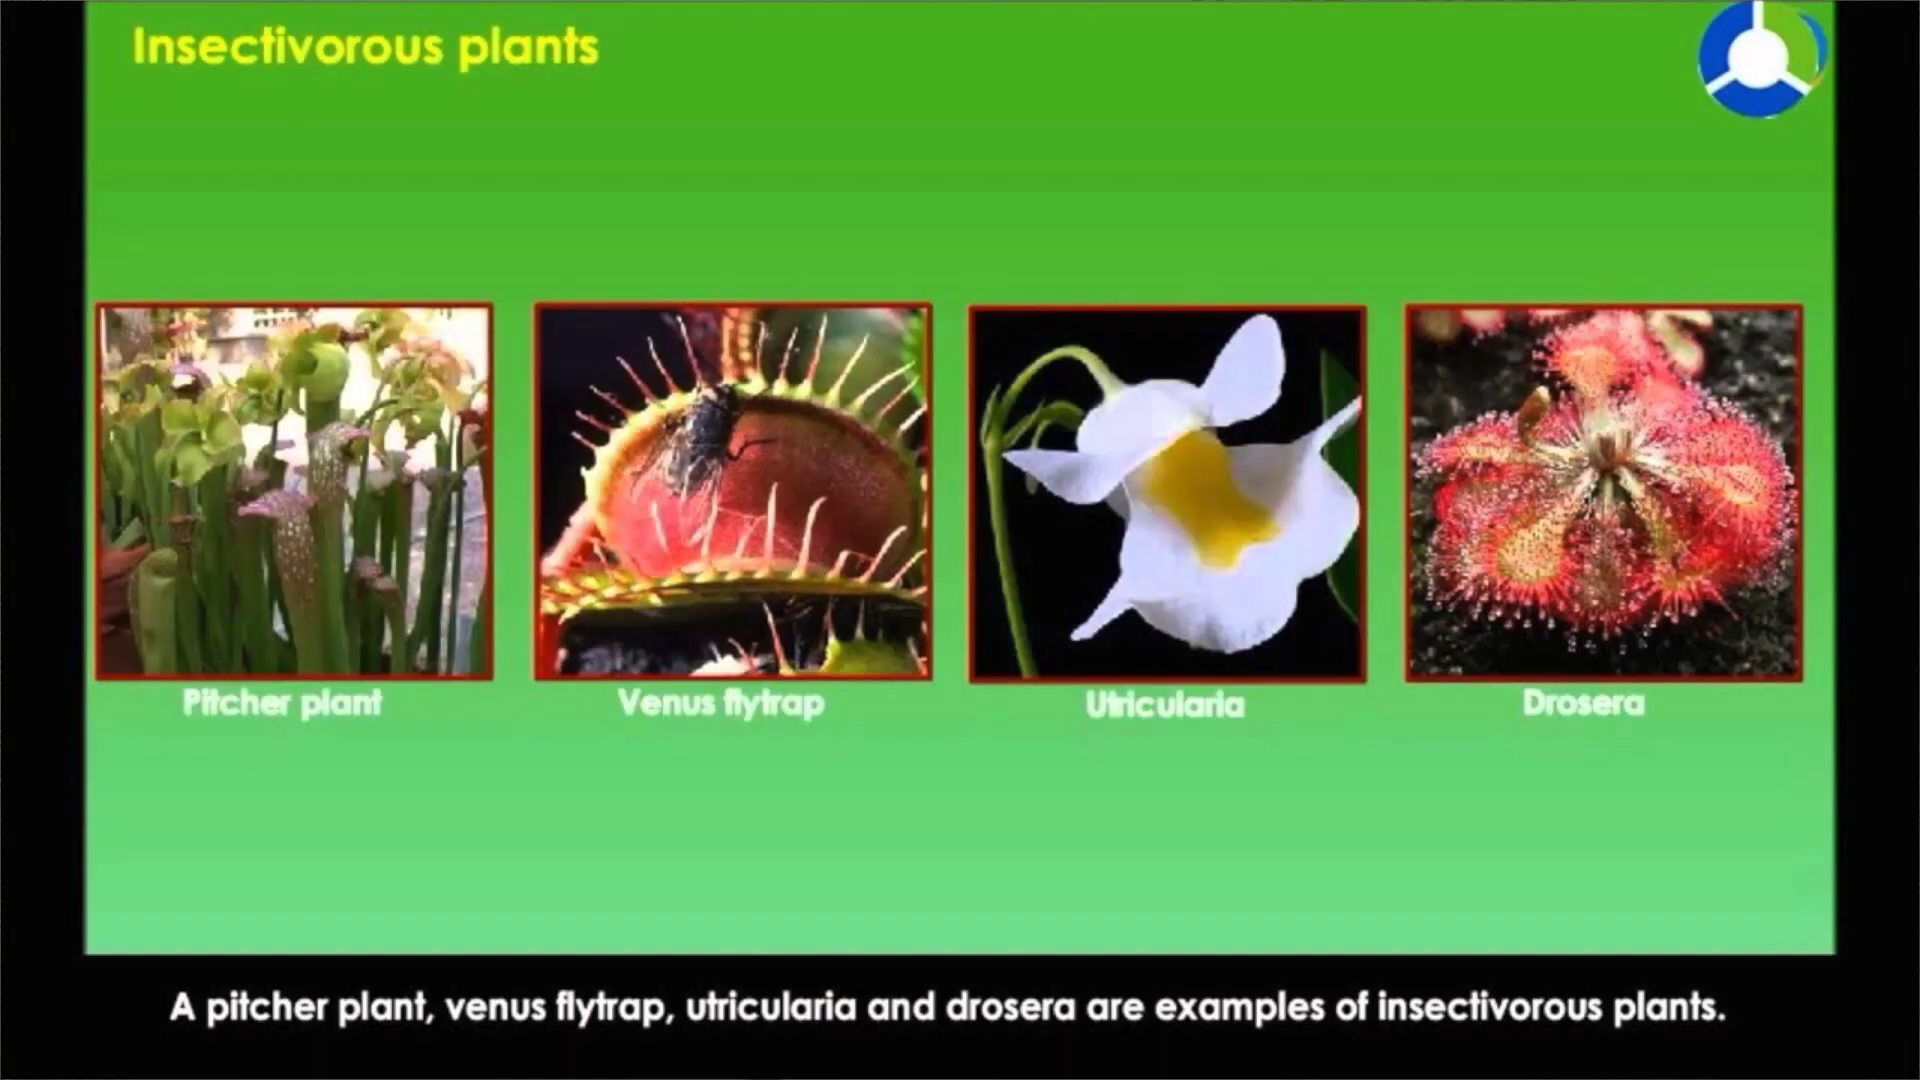 Insectivorous plants
Pitcher plant
Venus flytrap
Utricularia
Drosera
A pitcher plant, venus flytrap, utricularia and drosera are examples of insectivorous plants.